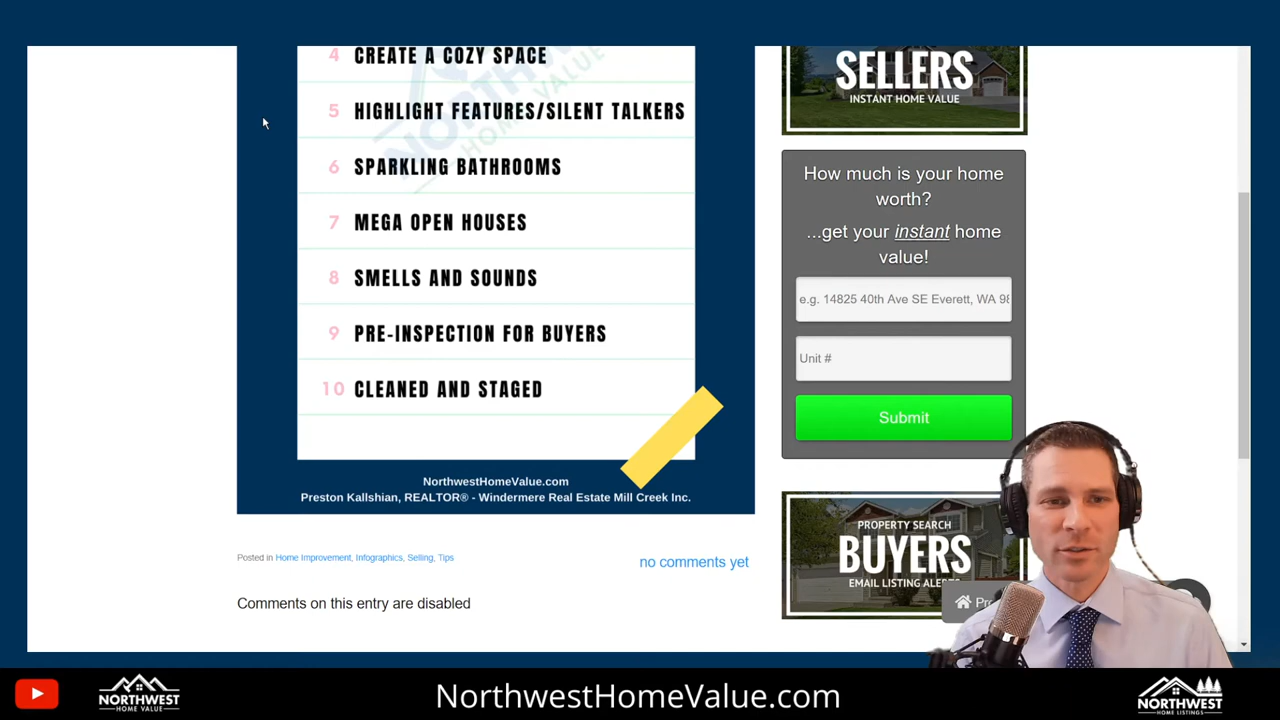 4 CREATE A COZY SPACE
5 HIGHLIGHT FEATURES/SILENT TALKERS
6 SPARKLING BATHROOMS
7 MEGA OPEN HOUSES
8 SMELLS AND SOUNDS
9 PRE-INSPECTION FOR BUYERS
10 CLEANED AND STAGED
NORTHWEST
HOME VALUE
NorthwestHomeValue.com
Preston Kallshian, REALTOR® - Windermere Real Estate Mill Creek Inc.
Posted in Home Improvement, Infographics, Selling, Tips
no comments yet
Comments on this entry are disabled
SELLERS
INSTANT HOME VALUE
How much is your home
worth?
...get your instant home
value!
e.g. 14825 40th Ave SE Everett, WA 98
Unit #
Submit
PROPERTY SEARCH
BUYERS
EMAIL LISTING ALERTS
NORTHWEST
HOME VALUE
NorthwestHomeValue.com
NORTHWEST
HOME LISTINGS